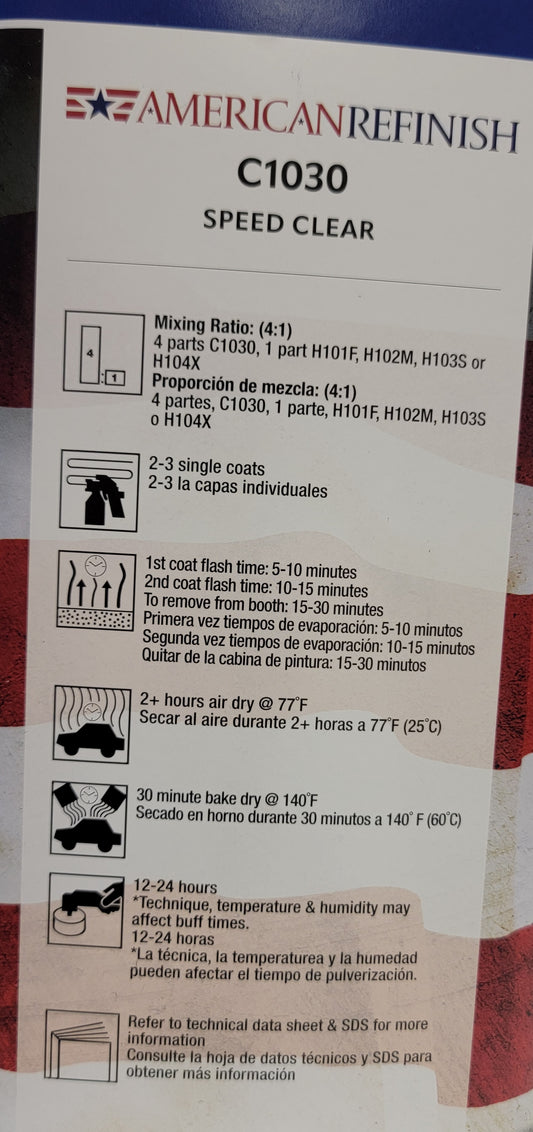 AMERICANREFINISH
C1030
SPEED CLEAR
4
:1
Mixing Ratio: (4:1)
4 parts C1030, 1 part H101F, H102M, H103S or
H104X
Proporción de mezcla: (4:1)
4 partes, C1030, 1 parte, H101F, H102M, H103S
o H104X
2-3 single coats
2-3 la capas individuales
1st coat flash time: 5-10 minutes
2nd coat flash time: 10-15 minutes
To remove from booth: 15-30 minutes
Primera vez tiempos de evaporación: 5-10 minutos
Segunda vez tiempos de evaporación: 10-15 minutos
Quitar de la cabina de pintura: 15-30 minutos
2+ hours air dry @ 77°F
Secar al aire durante 2+ horas a 77°F (25°C)
30 minute bake dry @ 140°F
Secado en horno durante 30 minutos a 140° F (60°C)
12-24 hours
*Technique, temperature & humidity may
affect buff times.
12-24 horas
*La técnica, la temperaturea y la humedad
pueden afectar el tiempo de pulverización.
Refer to technical data sheet & SDS for more
information
Consulte la hoja de datos técnicos y SDS para
obtener más información